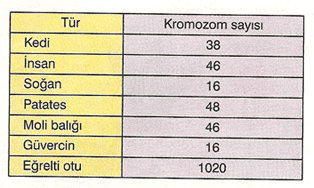 Tür Kromozom sayısı
Kedi 38
İnsan 46
Soğan 16
Patates 48
Moli balığı 46
Güvercin 16
Eğrelti otu 1020